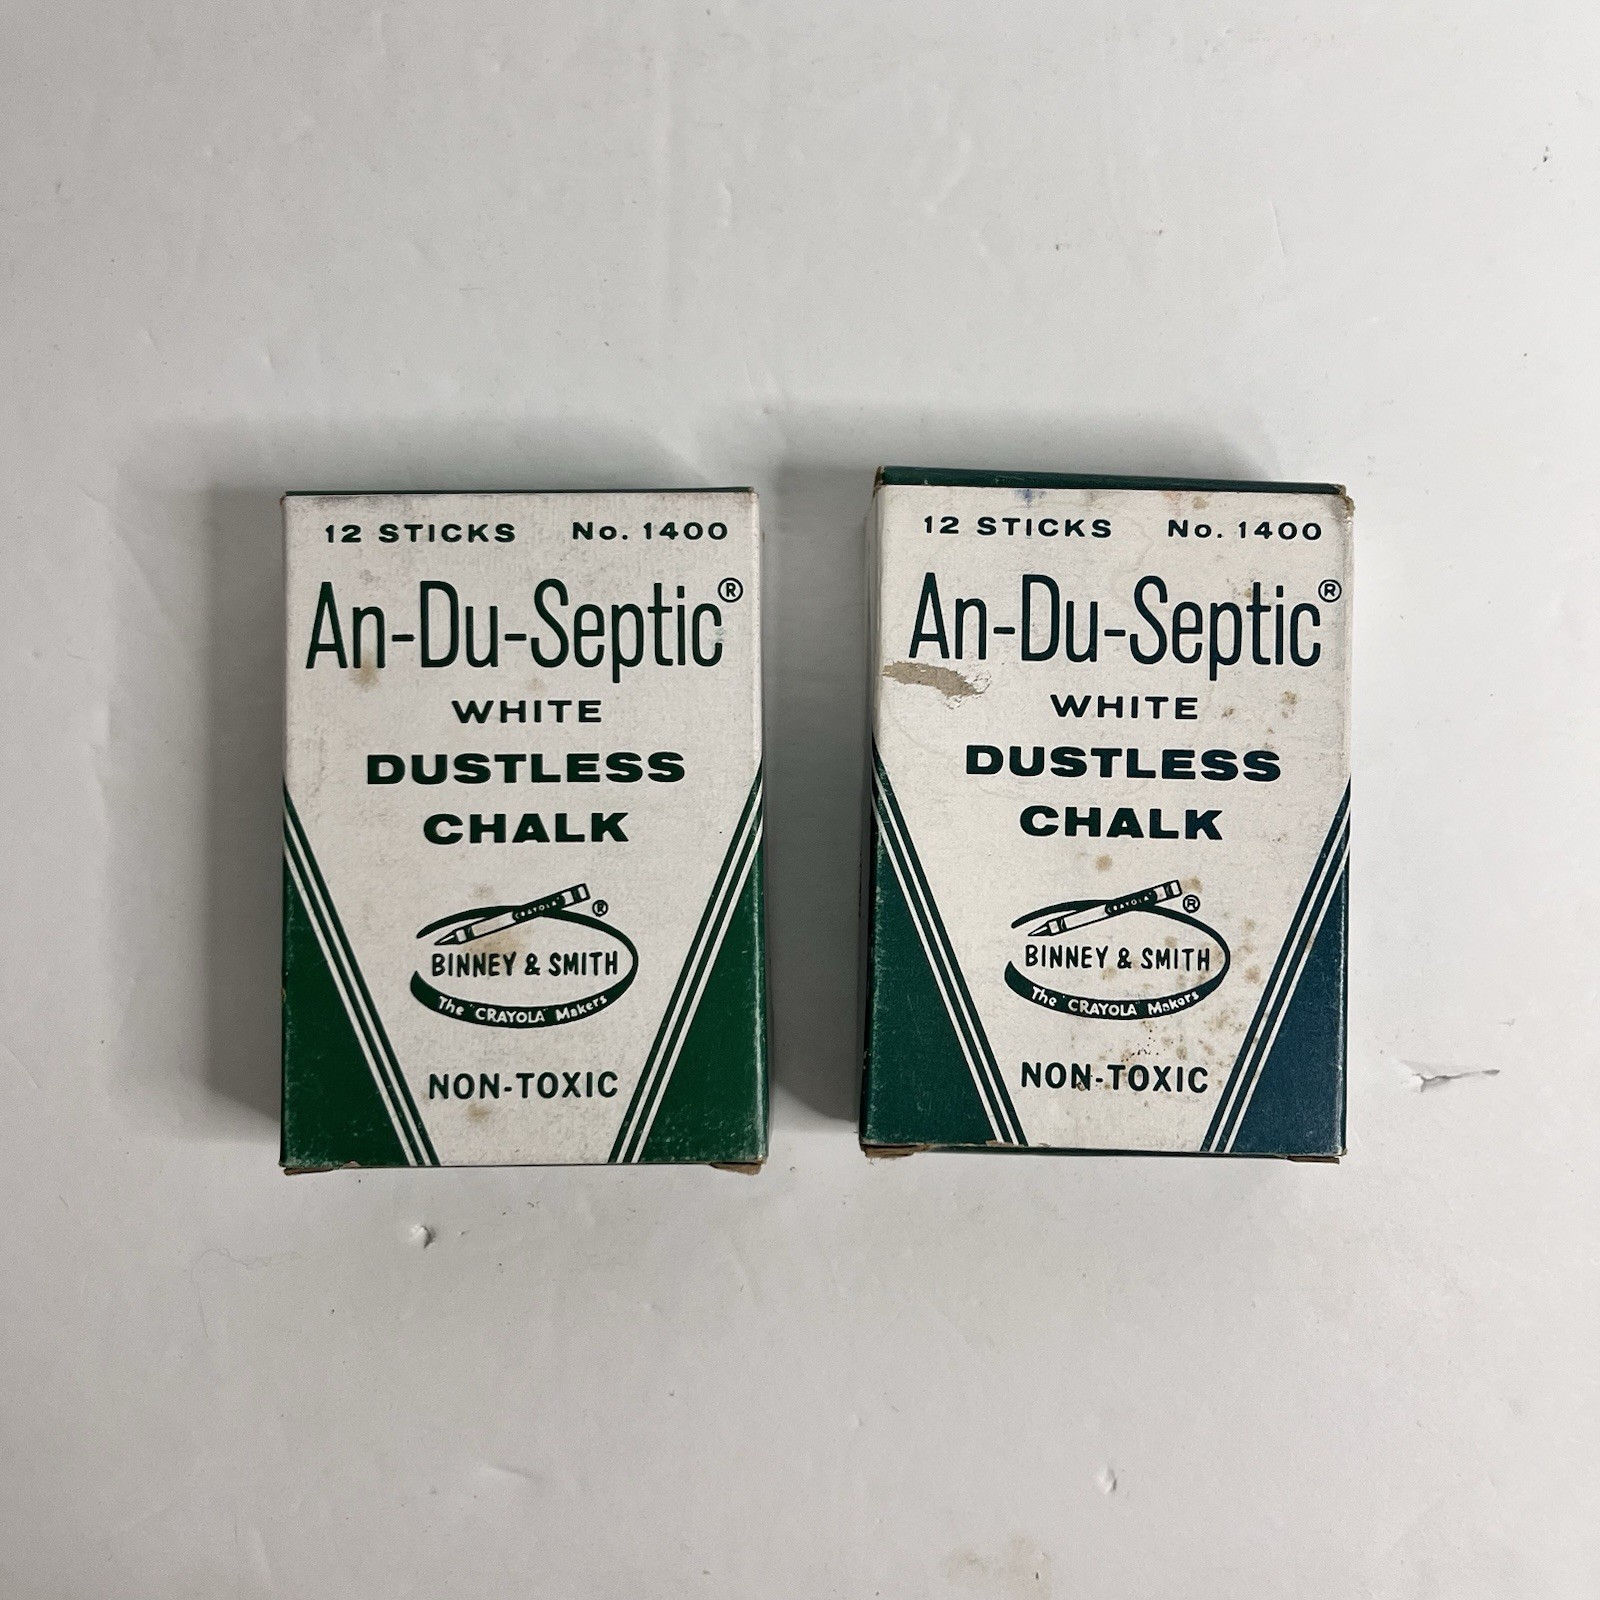 12 STICKS No. 1400
An-Du-Septic®
WHITE
DUSTLESS
CHALK
CRAYOLA ®
BINNEY & SMITH
The "CRAYOLA" Makers
NON-TOXIC
12 STICKS No. 1400
An-Du-Septic®
WHITE
DUSTLESS
CHALK
CRAYOLA ®
BINNEY & SMITH
The "CRAYOLA" Makers
NON-TOXIC